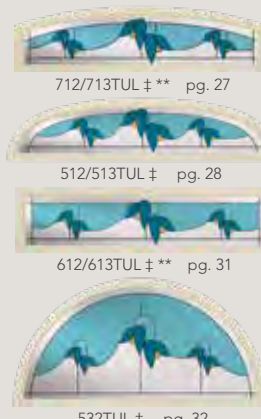 712/713TUL ‡ ** pg. 27
512/513TUL ‡ pg. 28
612/613TUL ‡ ** pg. 31
532TUL ‡ pg. 32